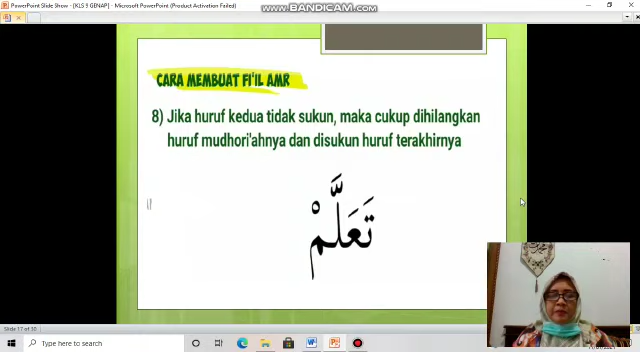 PowerPoint Slide Show - [KLS 9 GENAP] - Microsoft PowerPoint (Product Activation Failed)
WWW.BANDICAM.COM
CARA MEMBUAT FI'IL AMR
8) Jika huruf kedua tidak sukun, maka cukup dihilangkan
huruf mudhori'ahnya dan disukun huruf terakhirnya
تَعَلَّمْ
Slide 17 of 30
Type here to search